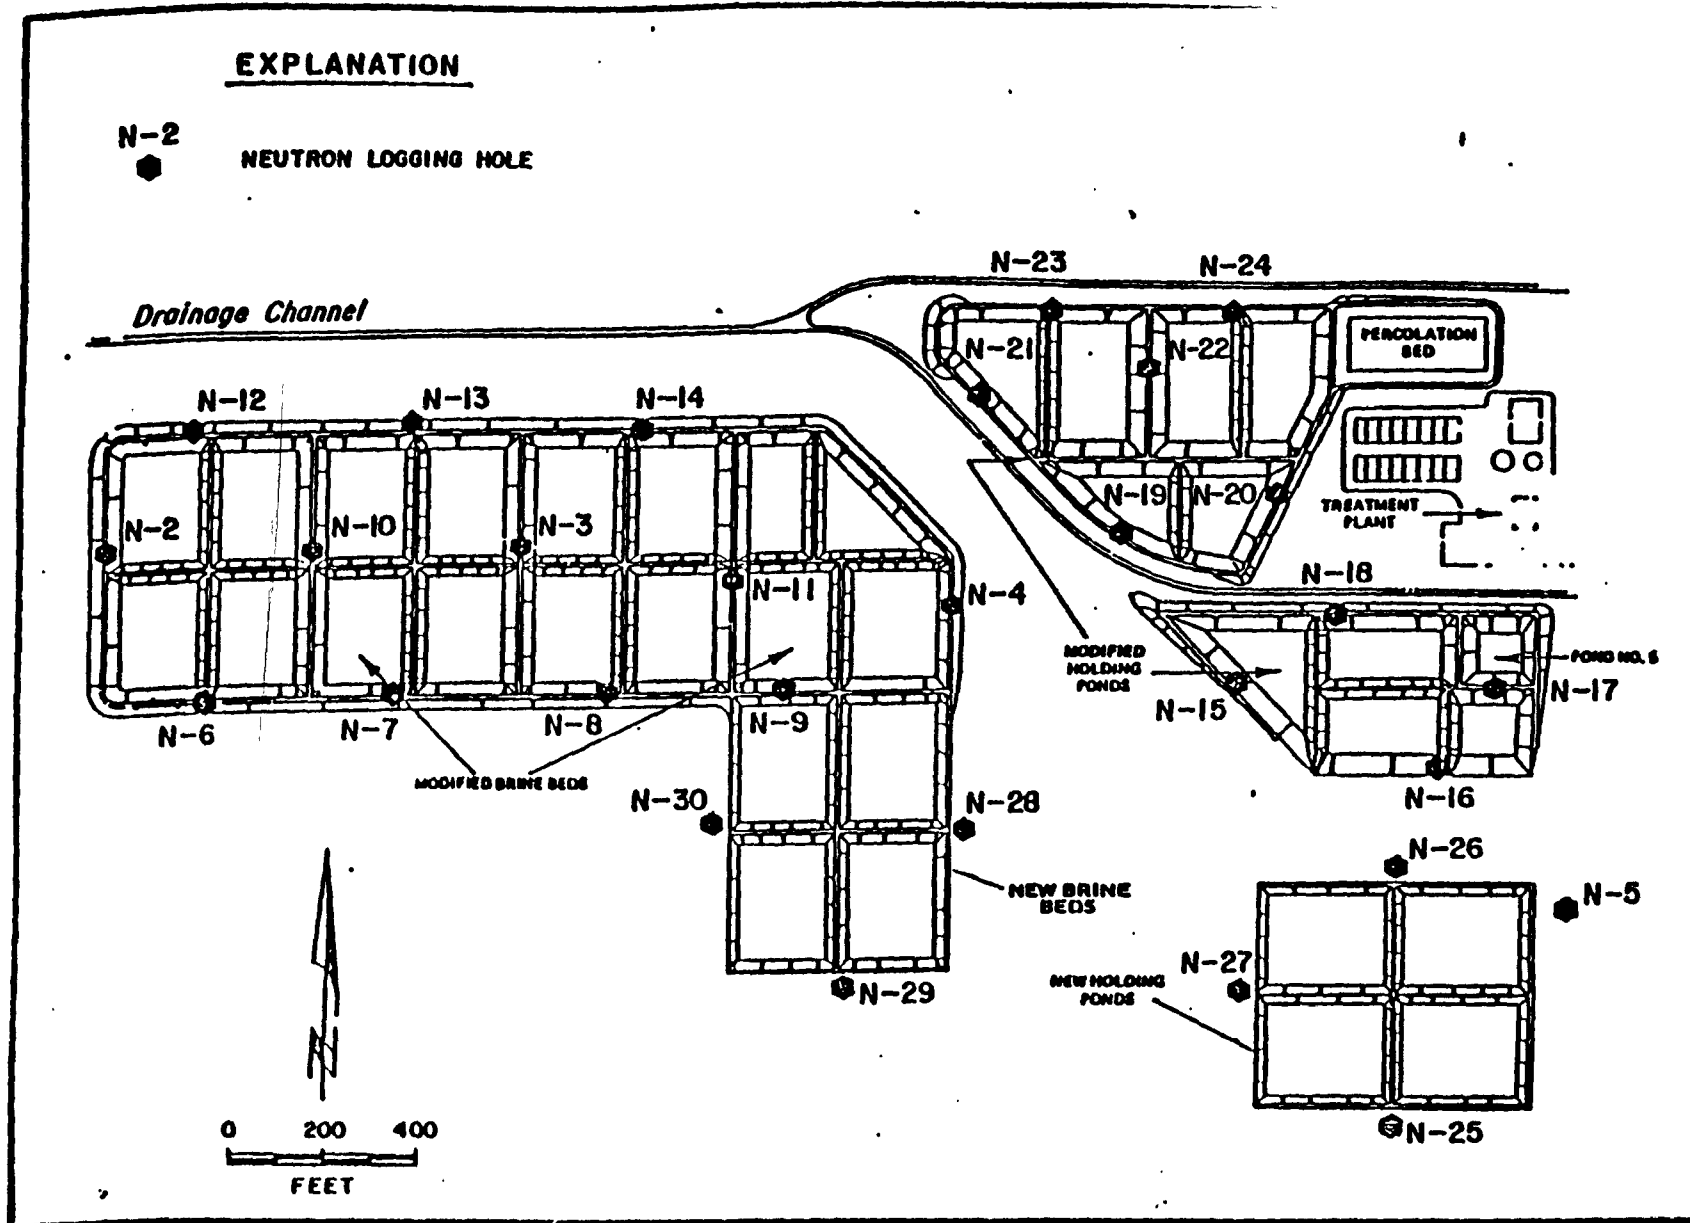 EXPLANATION
N-2
NEUTRON LOGGING HOLE
N-23
N-24
Drainage Channel
PERCOLATION
BED
N-21
N-22
N-12
N-13
N-14
N-19
N-20
TREATMENT
PLANT
N-2
N-10
N-3
N-11
N-4
N-18
MODIFIED
HOLDING
PONDS
POND NO. 5
N-17
N-15
N-6
N-7
N-8
N-9
MODIFIED BRINE BEDS
N-30
N-28
N-16
N-26
NEW BRINE
BEDS
N-5
N-27
NEW HOLDING
PONDS
N-29
N
N-25
0 200 400
FEET